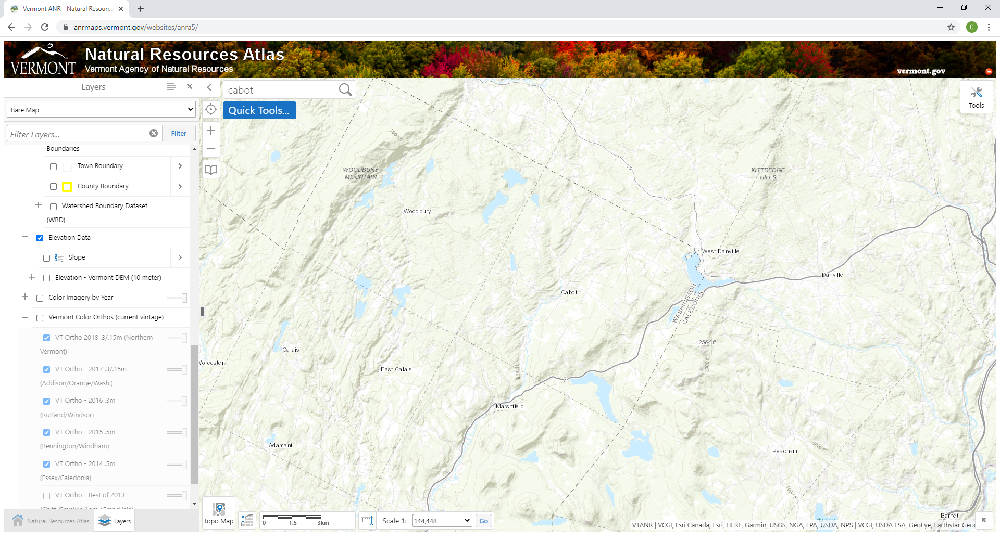 Vermont ANR - Natural Resource
anrmaps.vermont.gov/websites/anra5/
C
VERMONT
Natural Resources Atlas
Vermont Agency of Natural Resources
vermont.gov
Layers
Bare Map
Filter Layers...
Filter
Boundaries
Town Boundary
County Boundary
Watershed Boundary Dataset
(WBD)
Elevation Data
Slope
Elevation - Vermont DEM (10 meter)
Color Imagery by Year
Vermont Color Orthos (current vintage)
VT Ortho 2018 .3/.15m (Northern
Vermont)
VT Ortho - 2017 .3/.15m
(Addison/Orange/Wash.)
VT Ortho - 2016 .3m
(Rutland/Windsor)
VT Ortho - 2015 .5m
(Bennington/Windham)
VT Ortho - 2014 .5m
(Essex/Caledonia)
VT Ortho - Best of 2013
Natural Resources Atlas
Layers
cabot
Quick Tools...
Tools
2000 ft
WOODBURY
MOUNTAIN
15
KITTREDGE
HILLS
Woodbury
West Danville
Danville
Cabot
WASHINGTON
CALEDONIA
2564 ft
2000 ft
Calais
Worcester
East Calais
1000 ft
2
Marshfield
Adamant
Peacham
1000 ft
1000 ft
Harvey
Barnet
Topo Map
0 1.5 3km
1:500
Scale 1:
144,448
Go
VTANR | VCGI, Esri Canada, Esri, HERE, Garmin, USGS, NGA, EPA, USDA, NPS | VCGI, USDA FSA, GeoEye, Earthstar Geog